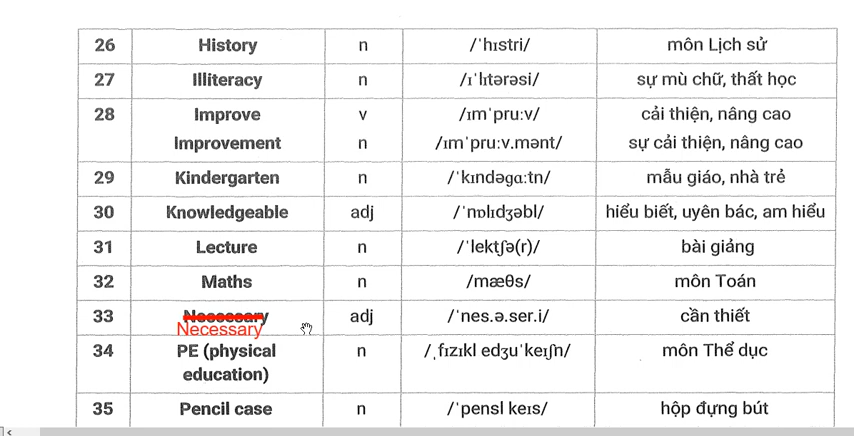 26 History n /ˈhɪstri/ môn Lịch sử
27 Illiteracy n /ɪˈlɪtərəsi/ sự mù chữ, thất học
28 Improve v /ɪmˈpruːv/ cải thiện, nâng cao
Improvement n /ɪmˈpruːv.mənt/ sự cải thiện, nâng cao
29 Kindergarten n /ˈkɪndəɡɑːtn/ mẫu giáo, nhà trẻ
30 Knowledgeable adj /ˈnɒlɪdʒəbl/ hiểu biết, uyên bác, am hiểu
31 Lecture n /ˈlektʃə(r)/ bài giảng
32 Maths n /mæθs/ môn Toán
33 adj /ˈnes.ə.ser.i/ cần thiết
Necessary
34 PE (physical n /ˌfɪzɪkl edʒuˈkeɪʃn/ môn Thể dục
education)
35 Pencil case n /ˈpensl keɪs/ hộp đựng bút